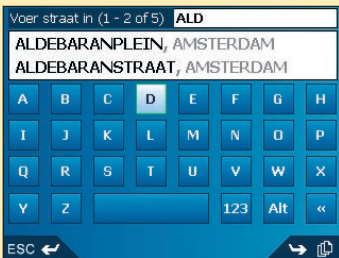 Voer straat in (1 - 2 of 5) ALD
ALDEBARANPLEIN, AMSTERDAM
ALDEBARANSTRAAT, AMSTERDAM
A B C D E F G H
I J K L M N O P
Q R S T U V W X
Y Z 123 Alt «
ESC